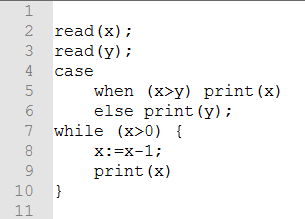 1
2 read(x);
3 read(y);
4 case
5     when (x>y) print(x)
6     else print(y);
7 while (x>0) {
8     x:=x-1;
9     print(x)
10 }
11